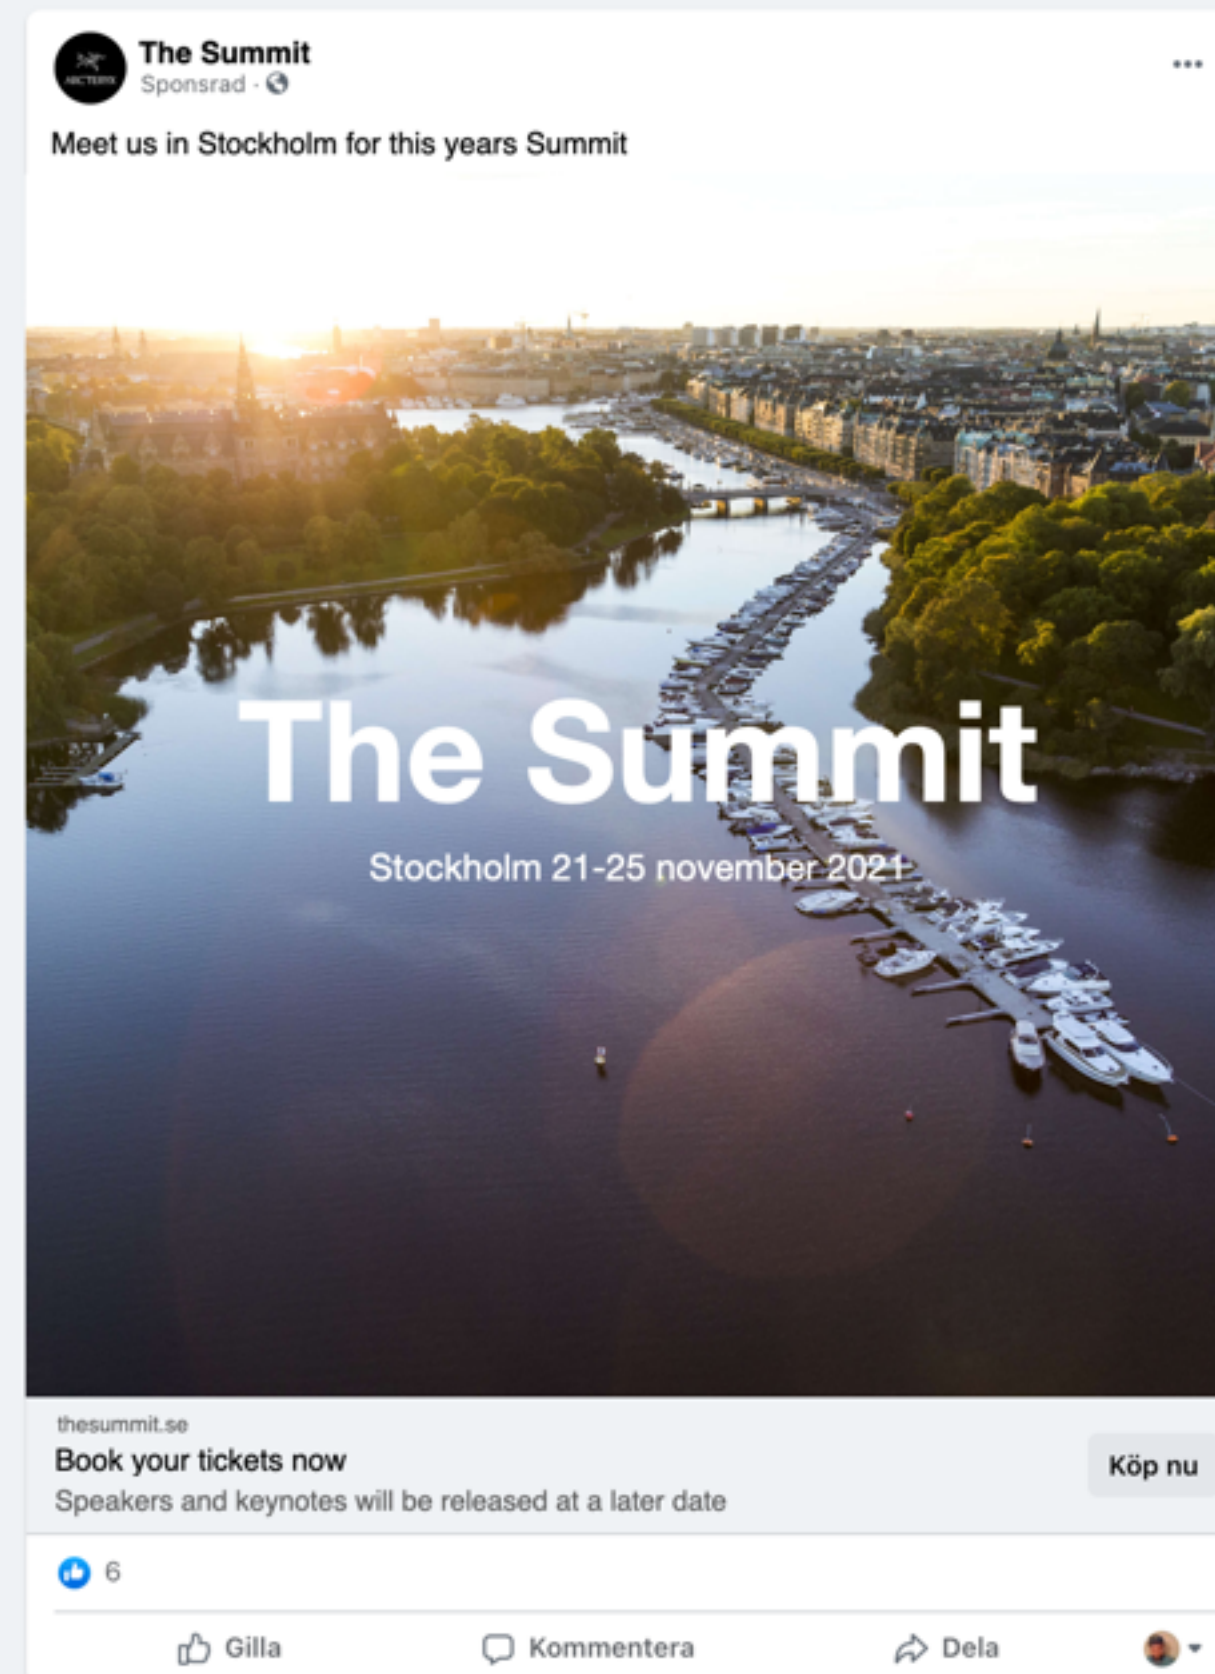 The Summit
Sponsrad ·
ARC'TERYX
Meet us in Stockholm for this years Summit
The Summit
Stockholm 21-25 november 2021
thesummit.se
Book your tickets now
Speakers and keynotes will be released at a later date
Köp nu
6
Gilla
Kommentera
Dela